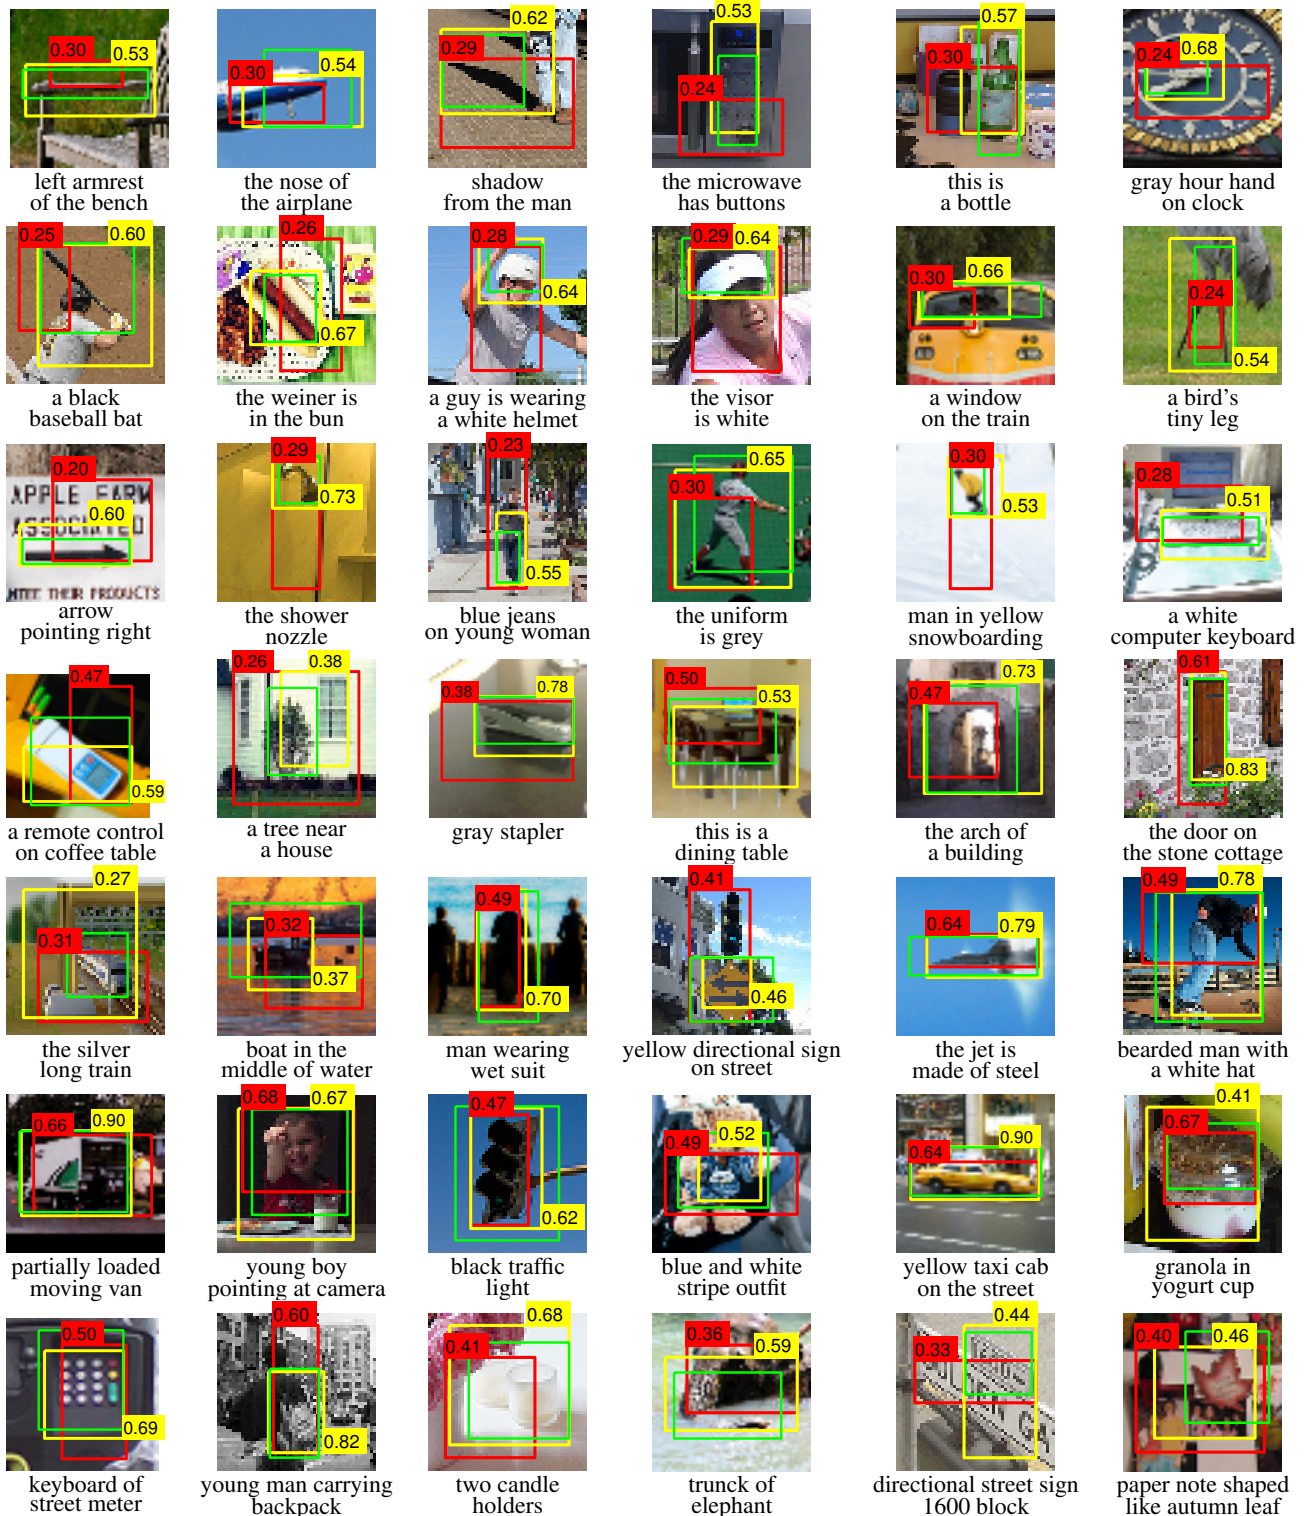 0.30 0.53
left armrest
of the bench
0.30 0.54
the nose of
the airplane
0.62
0.29
shadow
from the man
0.53
0.24
the microwave
has buttons
0.57
0.30
this is
a bottle
0.24 0.68
gray hour hand
on clock
0.25 0.60
a black
baseball bat
0.26
0.67
the weiner is
in the bun
0.28
0.64
a guy is wearing
a white helmet
0.29 0.64
the visor
is white
0.30 0.66
a window
on the train
0.24
0.54
a bird's
tiny leg
0.20
APPLE FARM
0.60
ASSOCIATED
THEIR PRODUCTS
arrow
pointing right
0.29
0.73
the shower
nozzle
0.23
0.55
blue jeans
on young woman
0.65
0.30
the uniform
is grey
0.30
0.53
man in yellow
snowboarding
0.28
0.51
a white
computer keyboard
0.47
0.59
a remote control
on coffee table
0.26 0.38
a tree near
a house
0.38 0.78
gray stapler
0.50
0.53
this is a
dining table
0.73
0.47
the arch of
a building
0.61
0.83
the door on
the stone cottage
0.27
0.31
the silver
long train
0.32
0.37
boat in the
middle of water
0.49
0.70
man wearing
wet suit
0.41
0.46
yellow directional sign
on street
0.64 0.79
the jet is
made of steel
0.49 0.78
bearded man with
a white hat
0.66 0.90
partially loaded
moving van
0.68 0.67
young boy
pointing at camera
0.47
0.62
black traffic
light
0.52
0.49
blue and white
stripe outfit
0.90
0.64
yellow taxi cab
on the street
0.41
0.67
granola in
yogurt cup
0.50
0.69
keyboard of
street meter
0.60
0.82
young man carrying
backpack
0.68
0.41
two candle
holders
0.36
0.59
trunck of
elephant
0.44
0.33
directional street sign
1600 block
0.40 0.46
paper note shaped
like autumn leaf